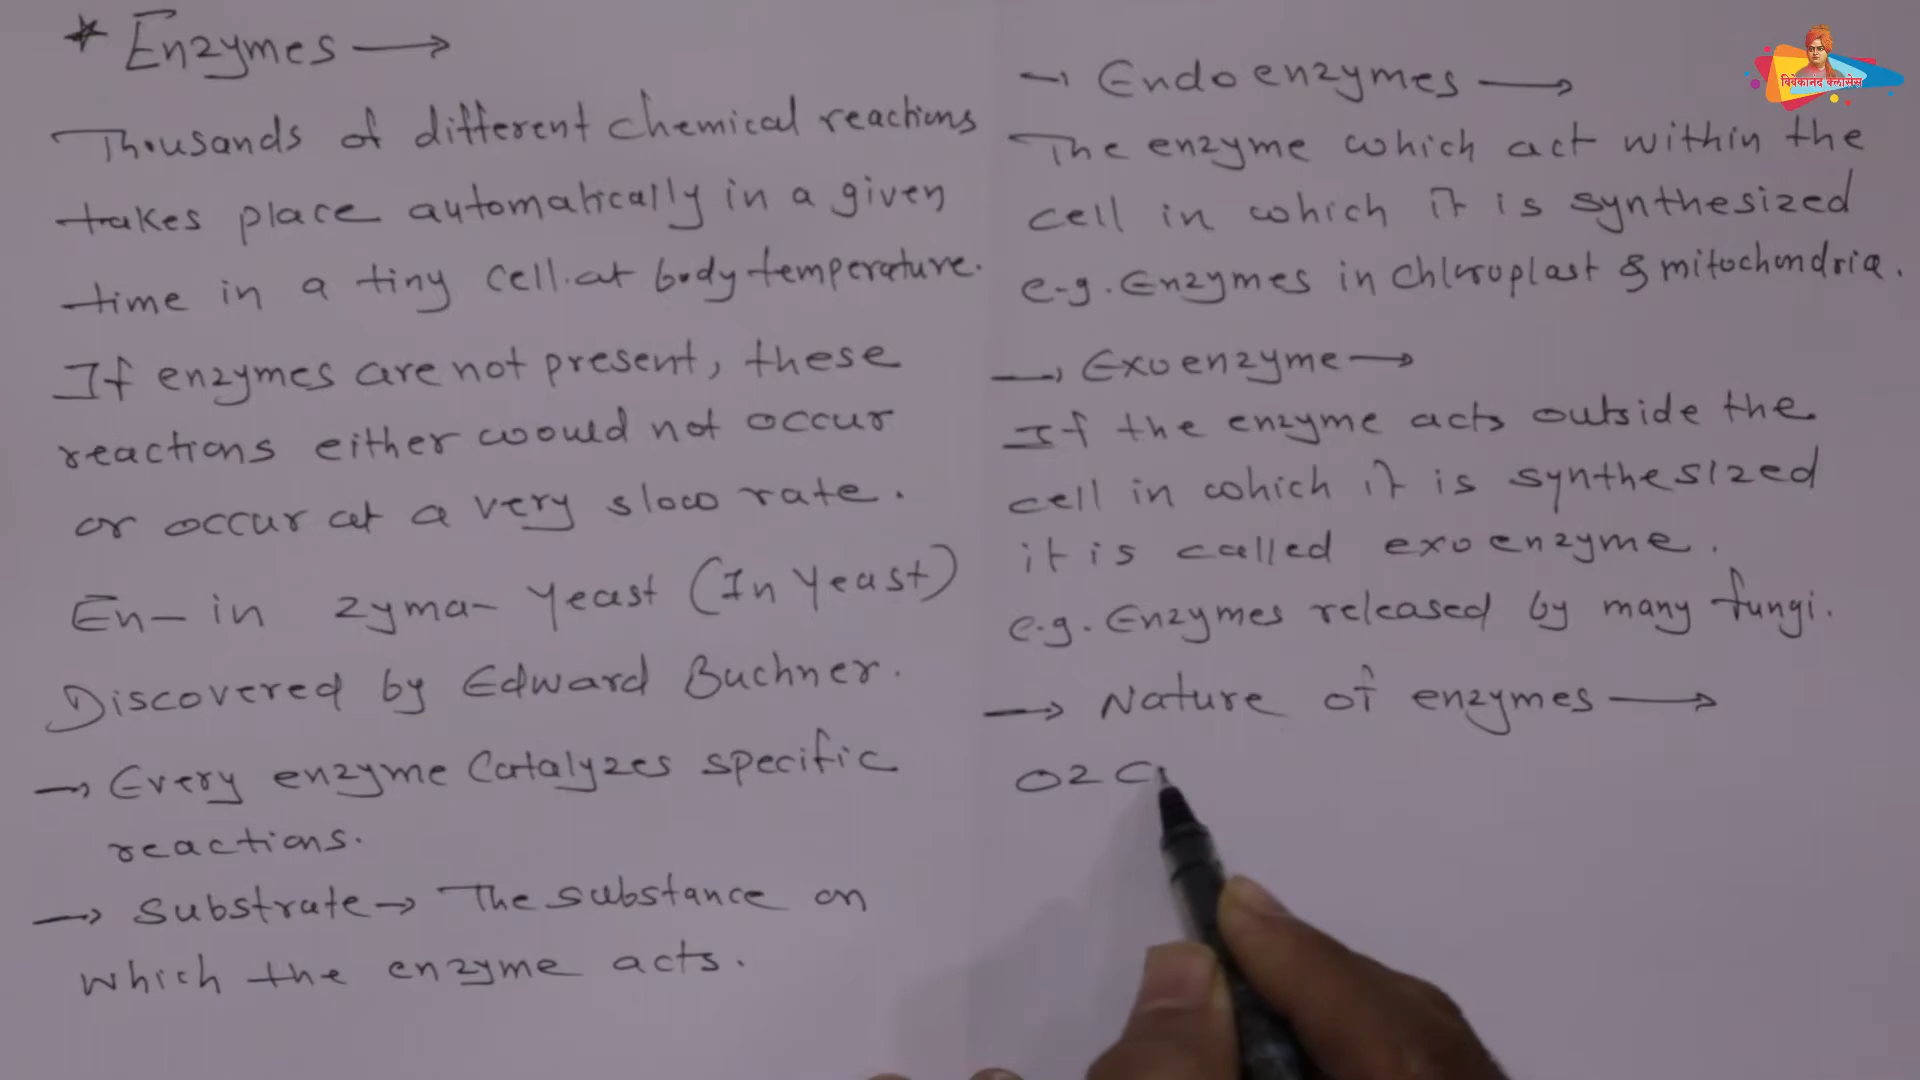 * Enzymes →
Thousands of different chemical reactions
takes place automatically in a given
time in a tiny cell.at body temperature.
If enzymes are not present, these
reactions either would not occur
or occur at a very slow rate.
En- in zyma- Yeast (In Yeast)
Discovered by Edward Buchner.
→ Every enzyme catalyzes specific
reactions.
→ Substrate → The substance on
which the enzyme acts.
→ Endoenzymes →
The enzyme which act within the
cell in which it is synthesized
e.g. Enzymes in chloroplast & mitochondria.
→ Exoenzyme →
If the enzyme acts outside the
cell in which it is synthesized
it is called exoenzyme.
e.g. Enzymes released by many fungi.
→ Nature of enzymes →
विवेकानंद क्लासेस